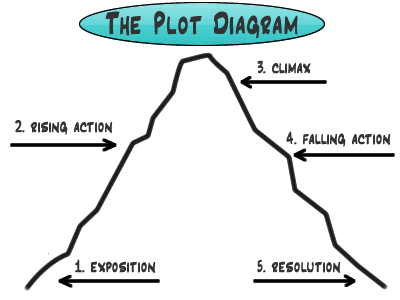 THE PLOT DIAGRAM
3. CLIMAX
2. RISING ACTION
4. FALLING ACTION
1. EXPOSITION
5. RESOLUTION